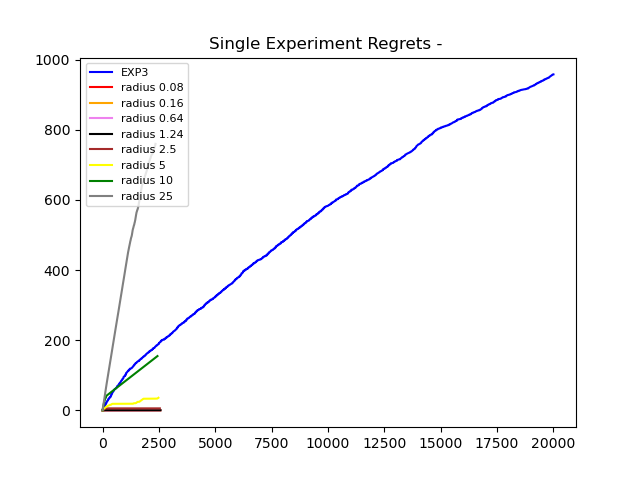 Single Experiment Regrets -
1000
800
600
400
200
0
EXP3
radius 0.08
radius 0.16
radius 0.64
radius 1.24
radius 2.5
radius 5
radius 10
radius 25
0 2500 5000 7500 10000 12500 15000 17500 20000